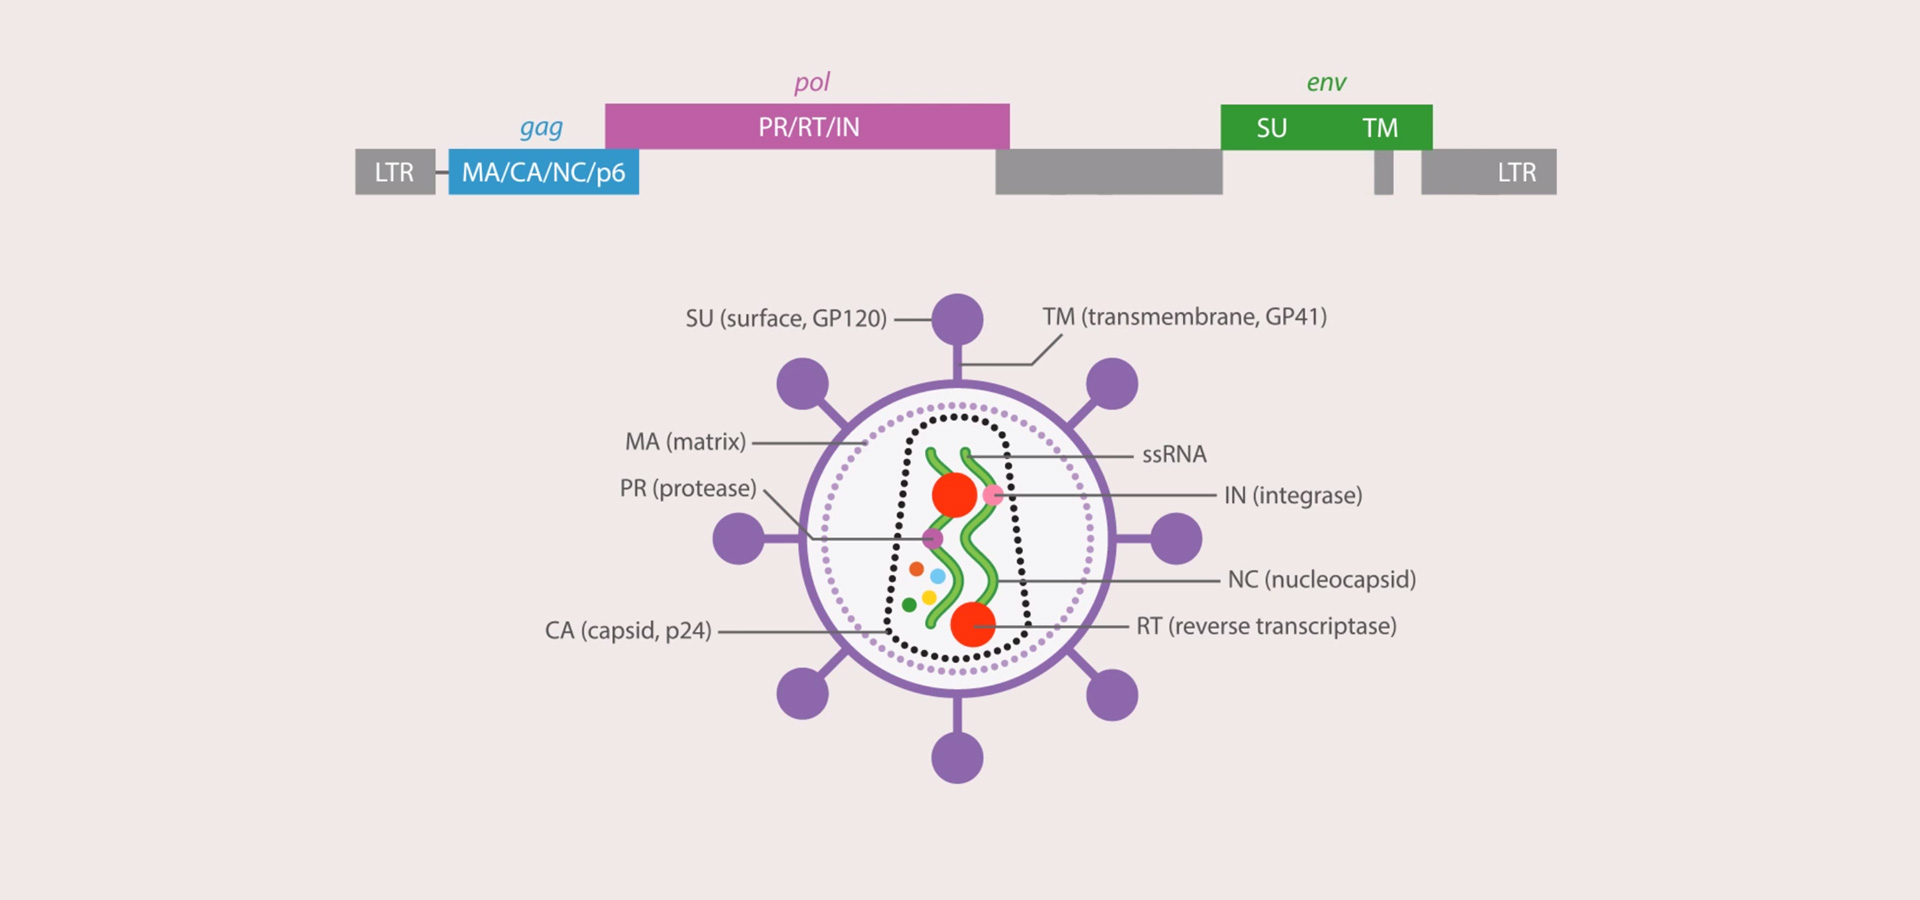 pol
env
gag
PR/RT/IN
SU
TM
LTR
MA/CA/NC/p6
LTR
SU (surface, GP120)
TM (transmembrane, GP41)
MA (matrix)
ssRNA
PR (protease)
IN (integrase)
NC (nucleocapsid)
CA (capsid, p24)
RT (reverse transcriptase)